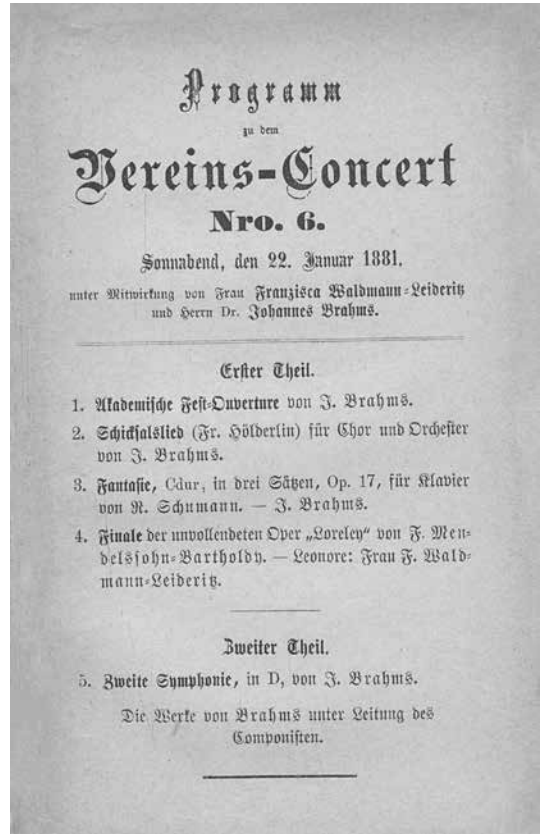 Programm
zu dem
Vereins-Concert
Nro. 6.
Sonnabend, den 22. Januar 1881.
unter Mitwirkung von Frau Franzisca Waldmann-Leideritz
und Herrn Dr. Johannes Brahms.
Erster Theil.
1. Akademische Fest-Ouverture von J. Brahms.
2. Schicksalslied (Fr. Hölderlin) für Chor und Orchester
von J. Brahms.
3. Fantasie, Cdur, in drei Sätzen, Op. 17, für Klavier
von R. Schumann. — J. Brahms.
4. Finale der unvollendeten Oper „Loreley“ von F. Men-
delssohn-Bartholdy. — Leonore: Frau F. Wald-
mann-Leideritz.
Zweiter Theil.
5. Zweite Symphonie, in D, von J. Brahms.
Die Werke von Brahms unter Leitung des
Componisten.